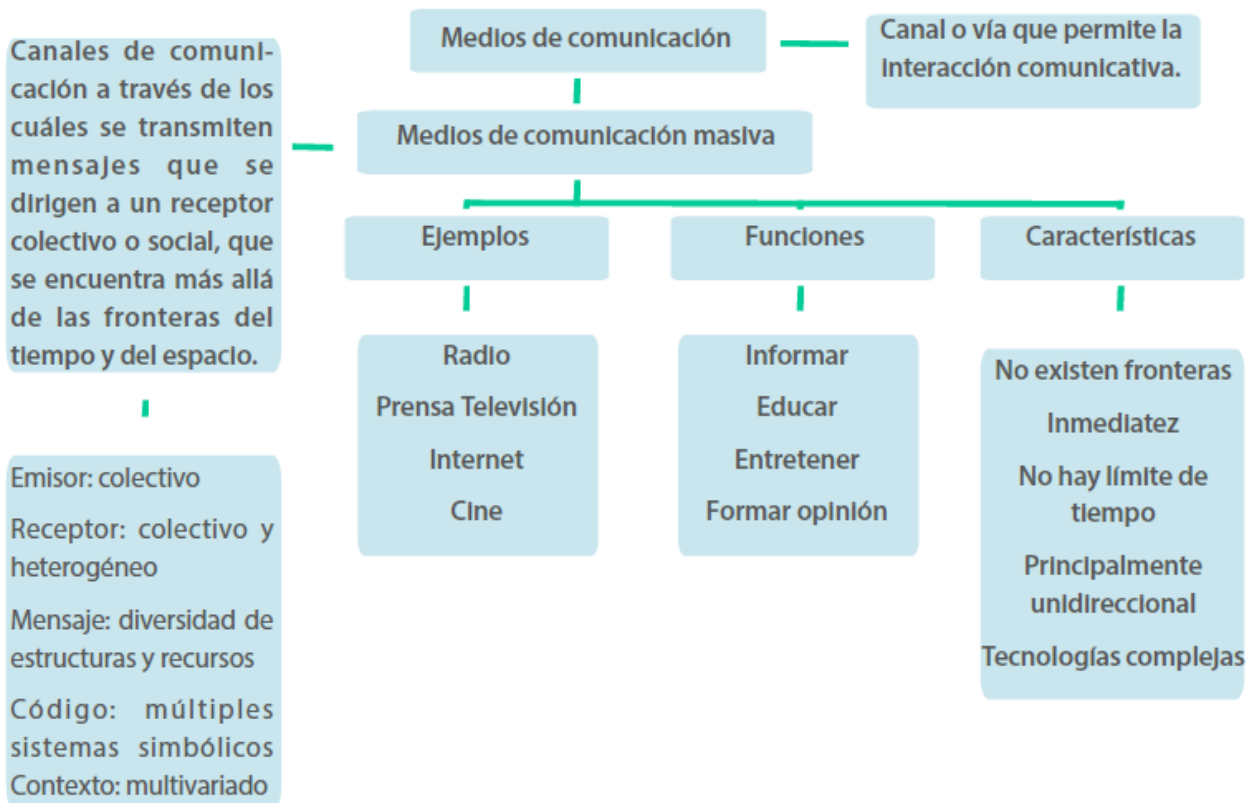 Medios de comunicación
Canal o vía que permite la
interacción comunicativa.
Canales de comuni-
cación a través de los
cuáles se transmiten
mensajes que se
dirigen a un receptor
colectivo o social, que
se encuentra más allá
de las fronteras del
tiempo y del espacio.
Medios de comunicación masiva
Ejemplos
Funciones
Características
Radio
Prensa Televisión
Internet
Cine
Informar
Educar
Entretener
Formar opinión
No existen fronteras
Inmediatez
No hay límite de
tiempo
Principalmente
unidireccional
Tecnologías complejas
Emisor: colectivo
Receptor: colectivo y
heterogéneo
Mensaje: diversidad de
estructuras y recursos
Código: múltiples
sistemas simbólicos
Contexto: multivariado